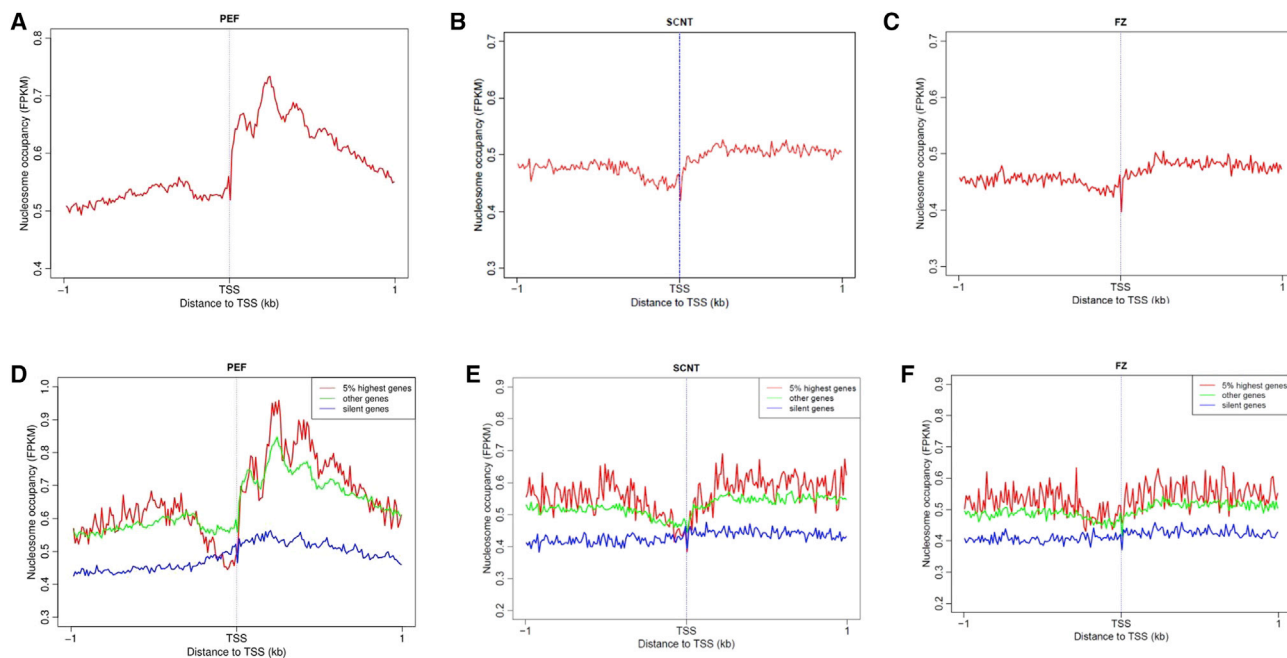 A
PEF
Nucleosome occupancy (FPKM)
0.8
0.7
0.6
0.5
0.4
−1
TSS
1
Distance to TSS (kb)
B
SCNT
Nucleosome occupancy (FPKM)
0.7
0.6
0.5
0.4
0.3
−1
TSS
1
Distance to TSS (kb)
C
FZ
Nucleosome occupancy (FPKM)
0.7
0.6
0.5
0.4
0.3
−1
TSS
1
Distance to TSS (kb)
D
PEF
5% highest genes
other genes
silent genes
Nucleosome occupancy (FPKM)
1.0
0.9
0.8
0.7
0.6
0.5
0.4
0.3
−1
TSS
1
Distance to TSS (kb)
E
SCNT
5% highest genes
other genes
silent genes
Nucleosome occupancy (FPKM)
0.9
0.8
0.7
0.6
0.5
0.4
0.3
0.2
−1
TSS
1
Distance to TSS (kb)
F
FZ
5% highest genes
other genes
silent genes
Nucleosome occupancy (FPKM)
0.9
0.8
0.7
0.6
0.5
0.4
0.3
0.2
−1
TSS
1
Distance to TSS (kb)